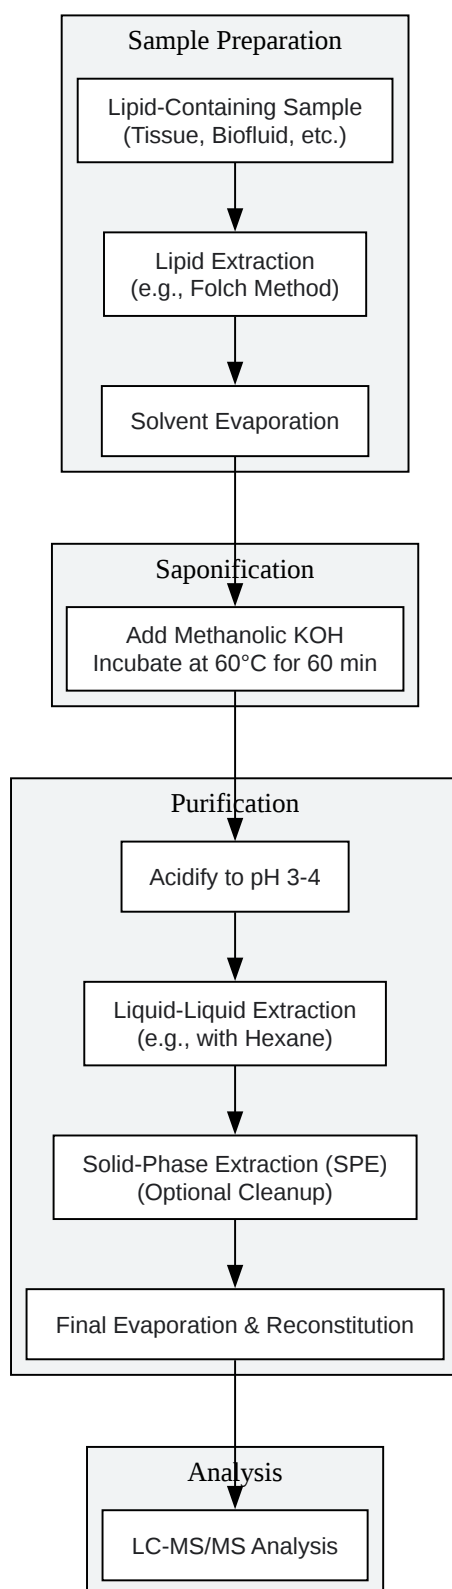 Sample Preparation
Lipid-Containing Sample
(Tissue, Biofluid, etc.)
Lipid Extraction
(e.g., Folch Method)
Solvent Evaporation
Saponification
Add Methanolic KOH
Incubate at 60°C for 60 min
Purification
Acidify to pH 3-4
Liquid-Liquid Extraction
(e.g., with Hexane)
Solid-Phase Extraction (SPE)
(Optional Cleanup)
Final Evaporation & Reconstitution
Analysis
LC-MS/MS Analysis